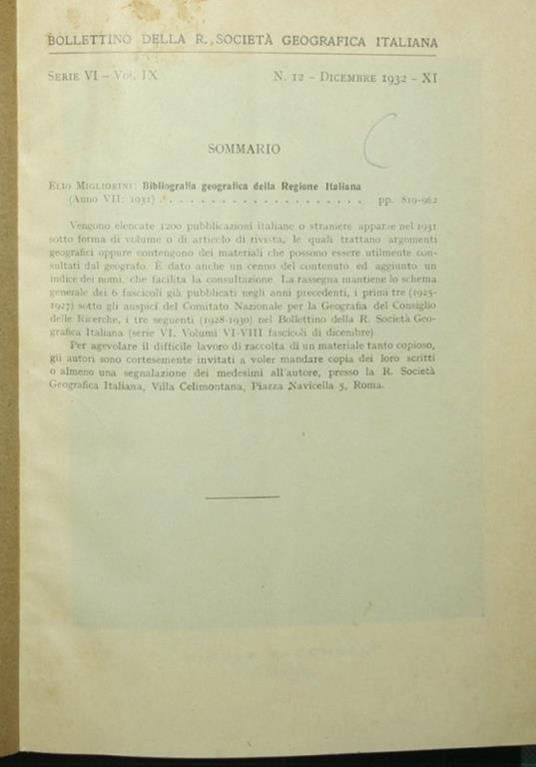 BOLLETTINO DELLA R. SOCIETÀ GEOGRAFICA ITALIANA
SERIE VI – VOL. IX N. 12 – DICEMBRE 1932 – XI
SOMMARIO
ELIO MIGLIORINI: Bibliografia geografica della Regione Italiana
(Anno VII: 1931) . . . . . . . . . . . . . . . . . . . . pp. 819-962
Vengono elencate 1200 pubblicazioni italiane o straniere apparse nel 1931
sotto forma di volume o di articolo di rivista, le quali trattano argomenti
geografici oppure contengono dei materiali che possono essere utilmente con-
sultati dal geografo. È dato anche un cenno del contenuto ed aggiunto un
indice dei nomi, che facilita la consultazione. La rassegna mantiene lo schema
generale dei 6 fascicoli già pubblicati negli anni precedenti, i primi tre (1925-
1927) sotto gli auspicî del Comitato Nazionale per la Geografia del Consiglio
delle Ricerche, i tre seguenti (1928-1930) nel Bollettino della R. Società Geo-
grafica Italiana (serie VI, Volumi VI-VIII fascicoli di dicembre)
Per agevolare il difficile lavoro di raccolta di un materiale tanto copioso,
gli autori sono cortesemente invitati a voler mandare copia dei loro scritti
o almeno una segnalazione dei medesimi all'autore, presso la R. Società
Geografica Italiana, Villa Celimontana, Piazza Navicella 5, Roma.